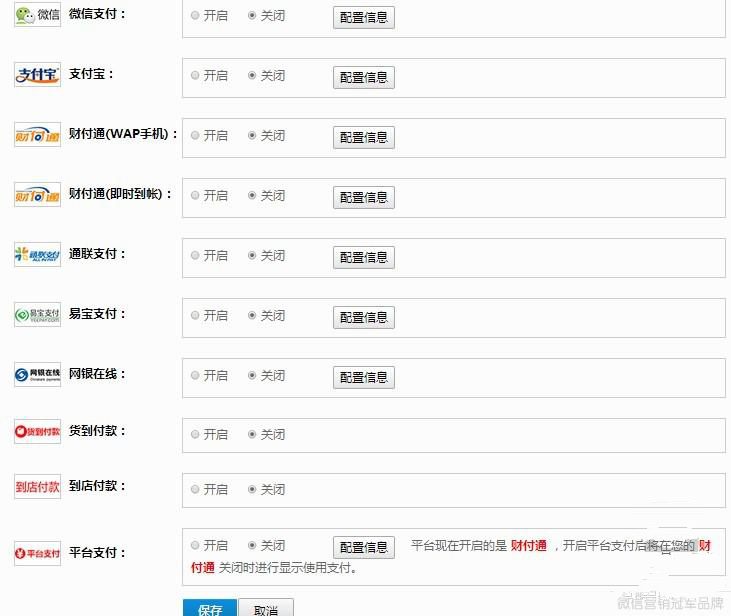 微信 微信支付： 开启 关闭 配置信息
支付宝 支付宝： 开启 关闭 配置信息
财付通 财付通(WAP手机)： 开启 关闭 配置信息
财付通 财付通(即时到帐)： 开启 关闭 配置信息
通联支付 通联支付： 开启 关闭 配置信息
ALLINPAY
易宝支付 易宝支付： 开启 关闭 配置信息
YEEPAY.COM
网银在线 网银在线： 开启 关闭 配置信息
货到付款 货到付款： 开启 关闭
到店付款 到店付款： 开启 关闭
平台支付 平台支付： 开启 关闭 配置信息 平台现在开启的是 财付通 ，开启平台支付后将在您的 财
付通 关闭时进行显示使用支付。
保存 取消
微信营销冠军品牌